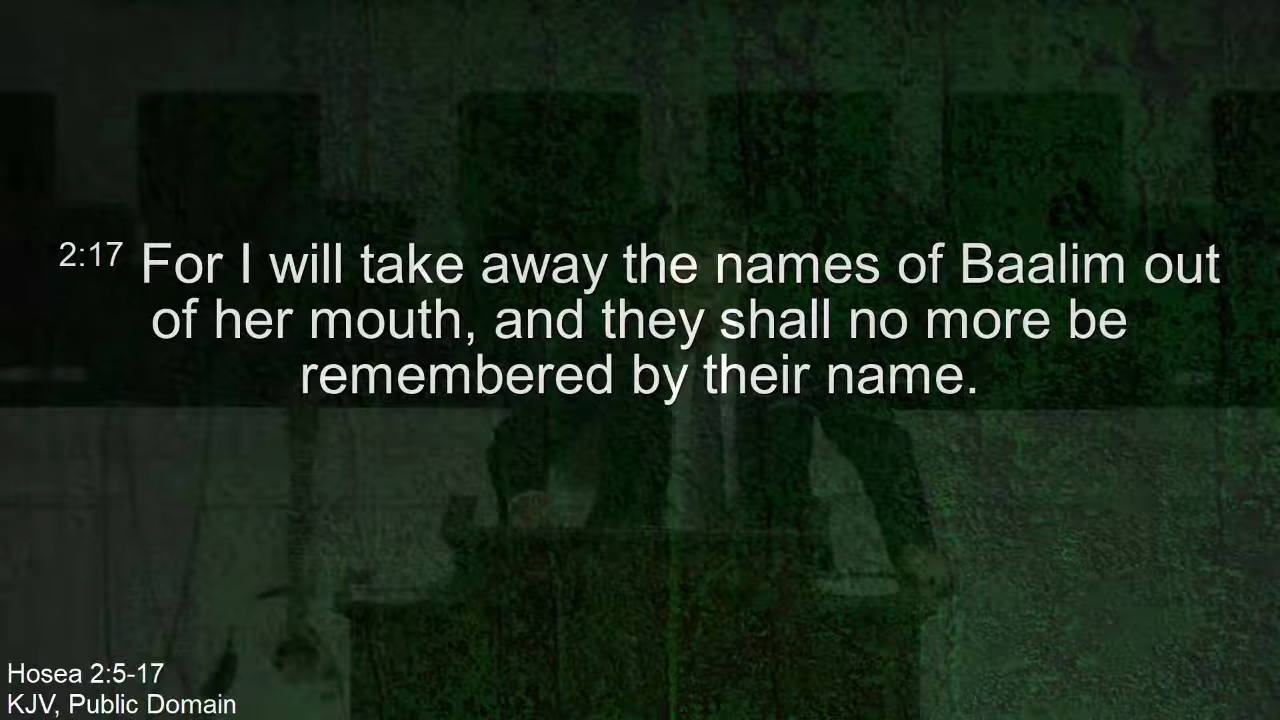 2:17 For I will take away the names of Baalim out
of her mouth, and they shall no more be
remembered by their name.
Hosea 2:5-17
KJV, Public Domain